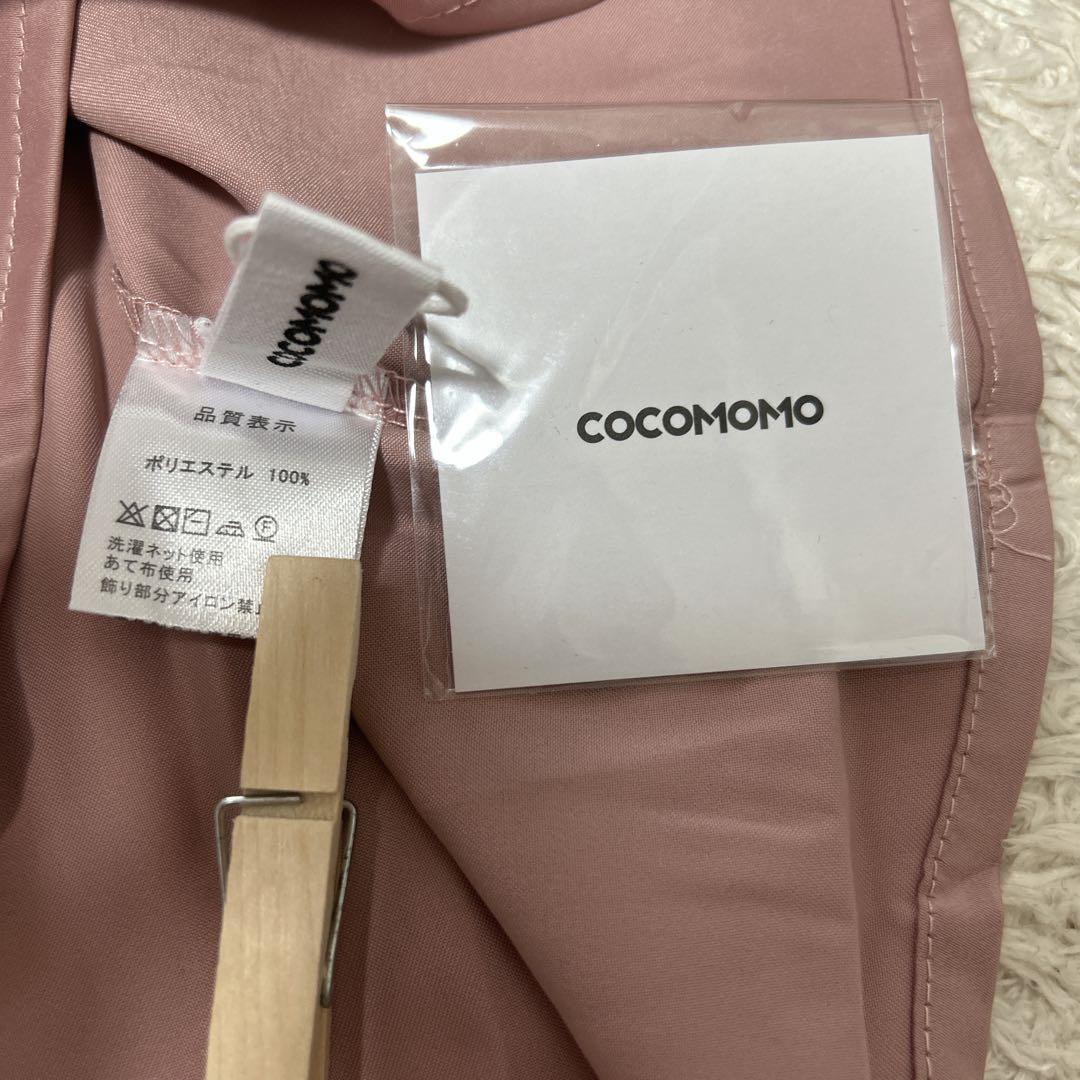 COCOMOMO
品質表示
ポリエステル 100%
F
洗濯ネット使用
あて布使用
飾り部分アイロン禁止
COCOMOMO